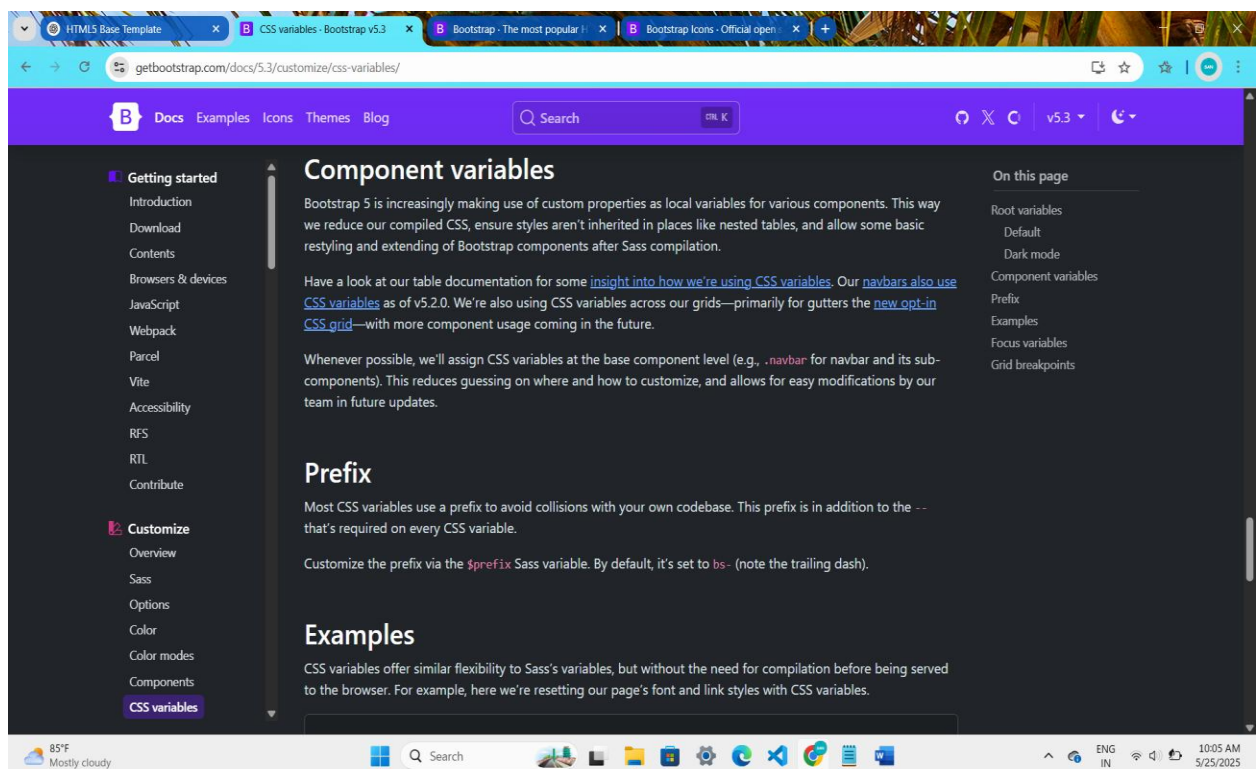 HTML5 Base Template
CSS variables · Bootstrap v5.3
Bootstrap · The most popular H
Bootstrap Icons · Official open s
getbootstrap.com/docs/5.3/customize/css-variables/
B Docs Examples Icons Themes Blog Search CTRL K v5.3
Getting started
Introduction
Download
Contents
Browsers & devices
JavaScript
Webpack
Parcel
Vite
Accessibility
RFS
RTL
Contribute
Customize
Overview
Sass
Options
Color
Color modes
Components
CSS variables
Component variables
Bootstrap 5 is increasingly making use of custom properties as local variables for various components. This way
we reduce our compiled CSS, ensure styles aren't inherited in places like nested tables, and allow some basic
restyling and extending of Bootstrap components after Sass compilation.
Have a look at our table documentation for some insight into how we're using CSS variables. Our navbars also use
CSS variables as of v5.2.0. We're also using CSS variables across our grids—primarily for gutters the new opt-in
CSS grid—with more component usage coming in the future.
Whenever possible, we'll assign CSS variables at the base component level (e.g., .navbar for navbar and its sub-
components). This reduces guessing on where and how to customize, and allows for easy modifications by our
team in future updates.
Prefix
Most CSS variables use a prefix to avoid collisions with your own codebase. This prefix is in addition to the --
that's required on every CSS variable.
Customize the prefix via the $prefix Sass variable. By default, it's set to bs- (note the trailing dash).
Examples
CSS variables offer similar flexibility to Sass's variables, but without the need for compilation before being served
to the browser. For example, here we're resetting our page's font and link styles with CSS variables.
On this page
Root variables
Default
Dark mode
Component variables
Prefix
Examples
Focus variables
Grid breakpoints
85°F
Mostly cloudy
Search
ENG
IN
10:05 AM
5/25/2025